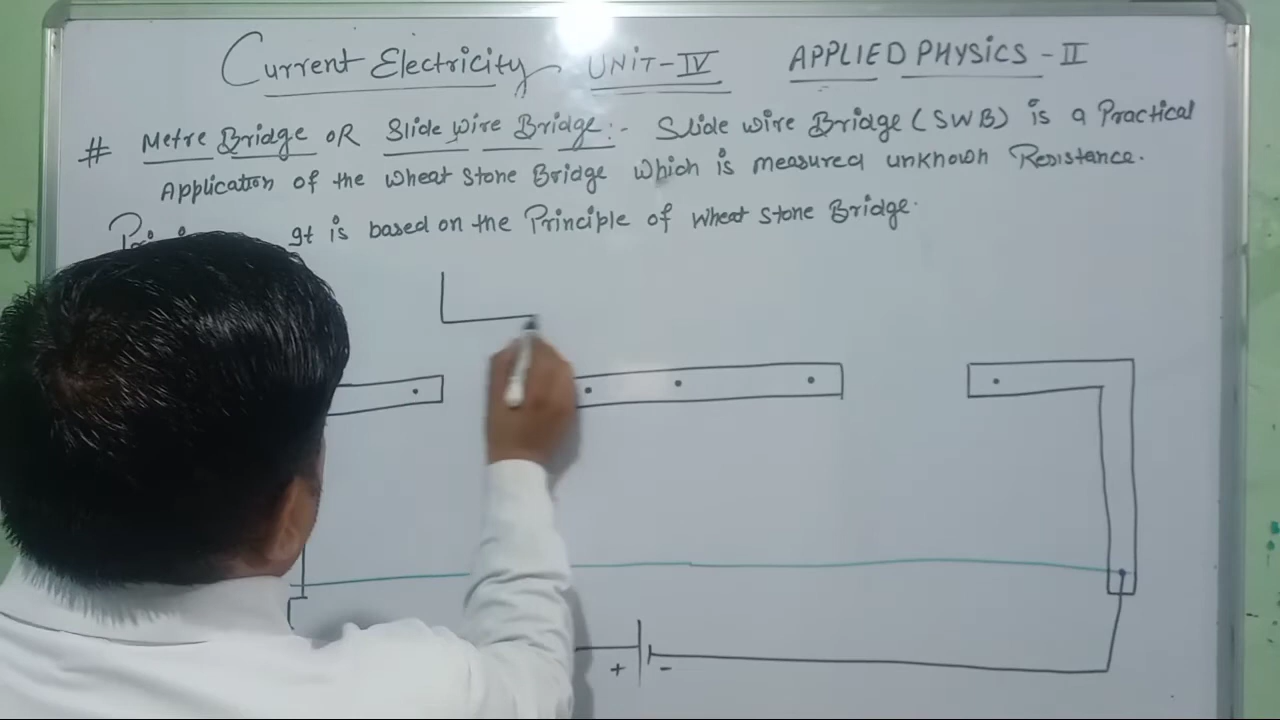 Current Electricity UNiT-IV APPLIED PHYSICS - II
# Metre Bridge OR Slide Wire Bridge:- Slide wire Bridge (SWB) is a Practical
Application of the wheat stone Bridge which is measured unknown Resistance.
It is based on the Principle of wheat stone Bridge.
+ -